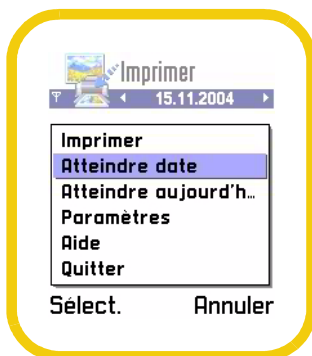 Imprimer
15.11.2004
Imprimer
Atteindre date
Atteindre aujourd'h...
Paramètres
Aide
Quitter
Sélect. Annuler